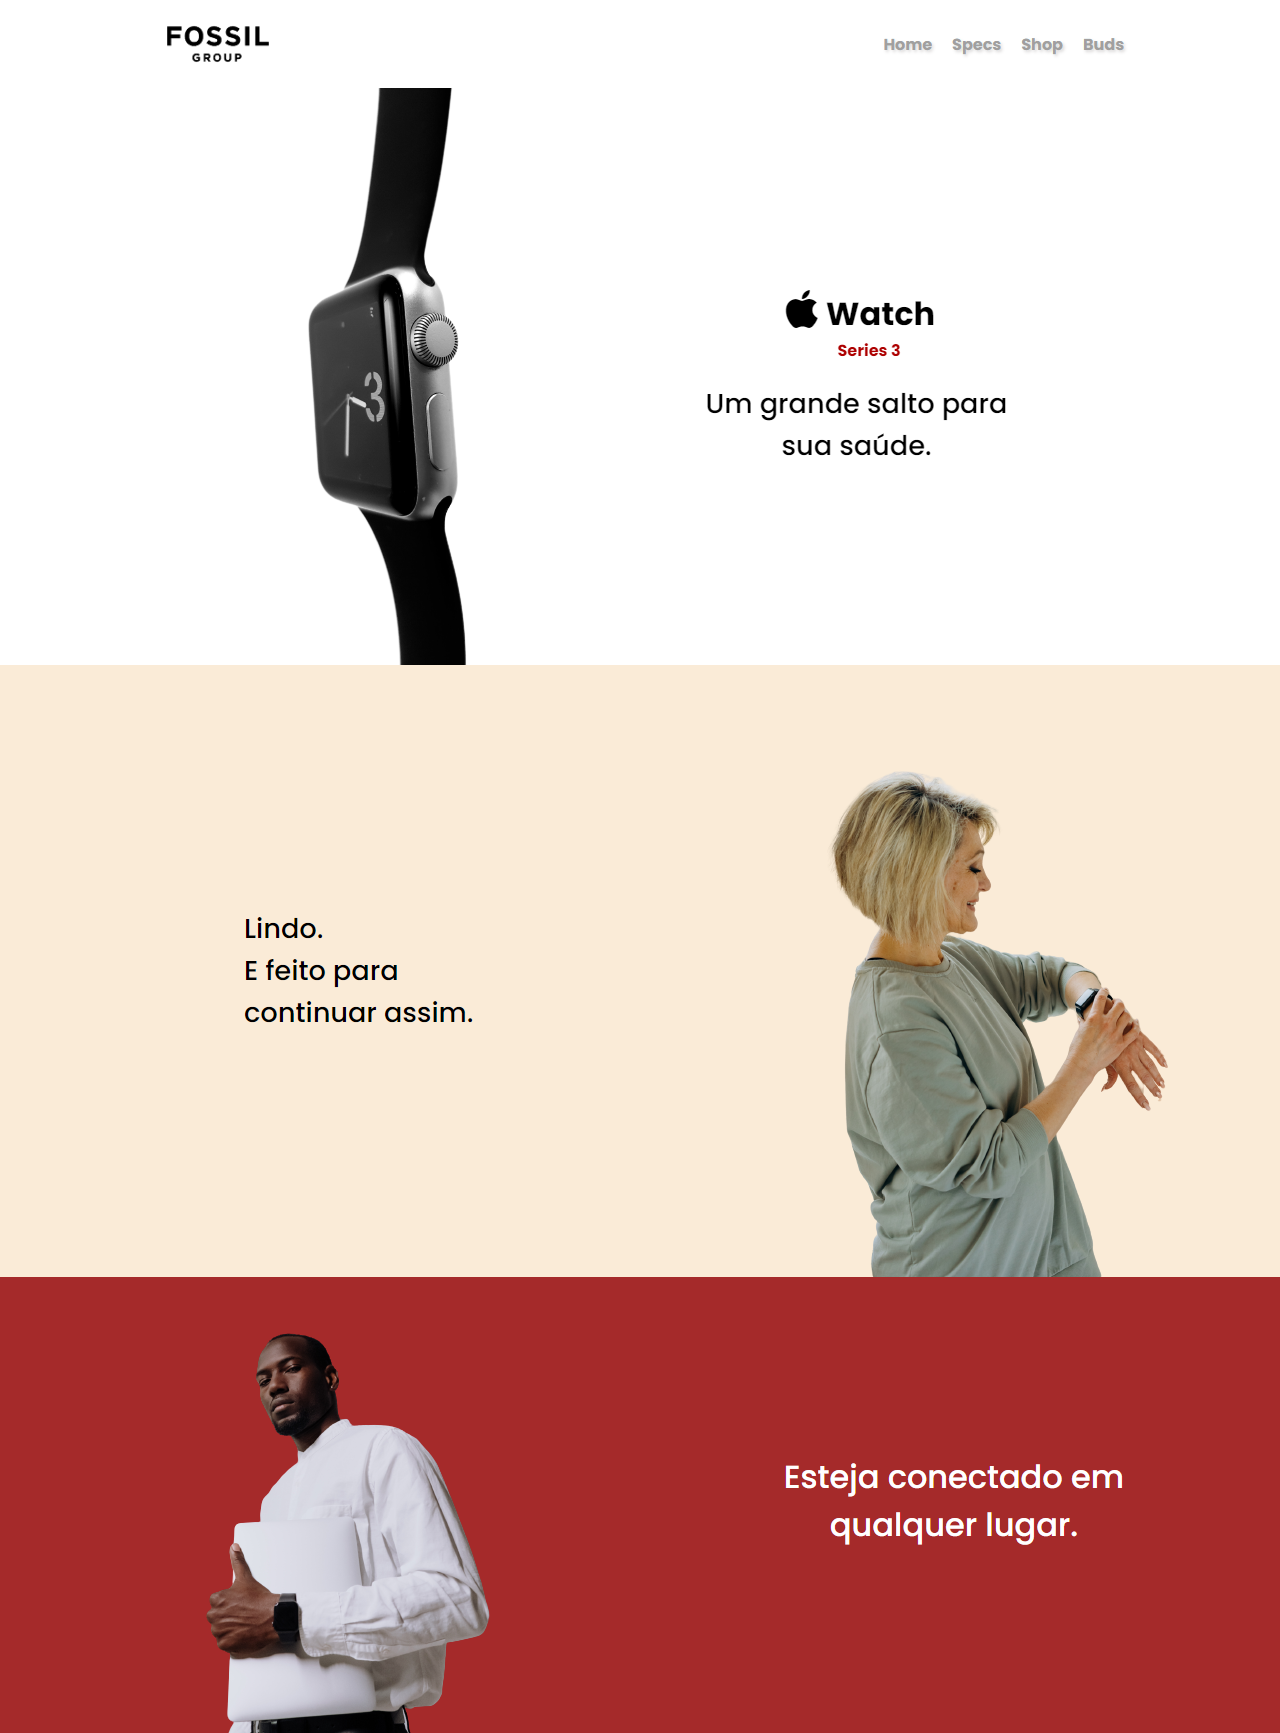 FOSSIL
GROUP
Home Specs Shop Buds
Watch
Series 3
3
Um grande salto para
sua saúde.
Lindo.
E feito para
continuar assim.
Esteja conectado em
qualquer lugar.